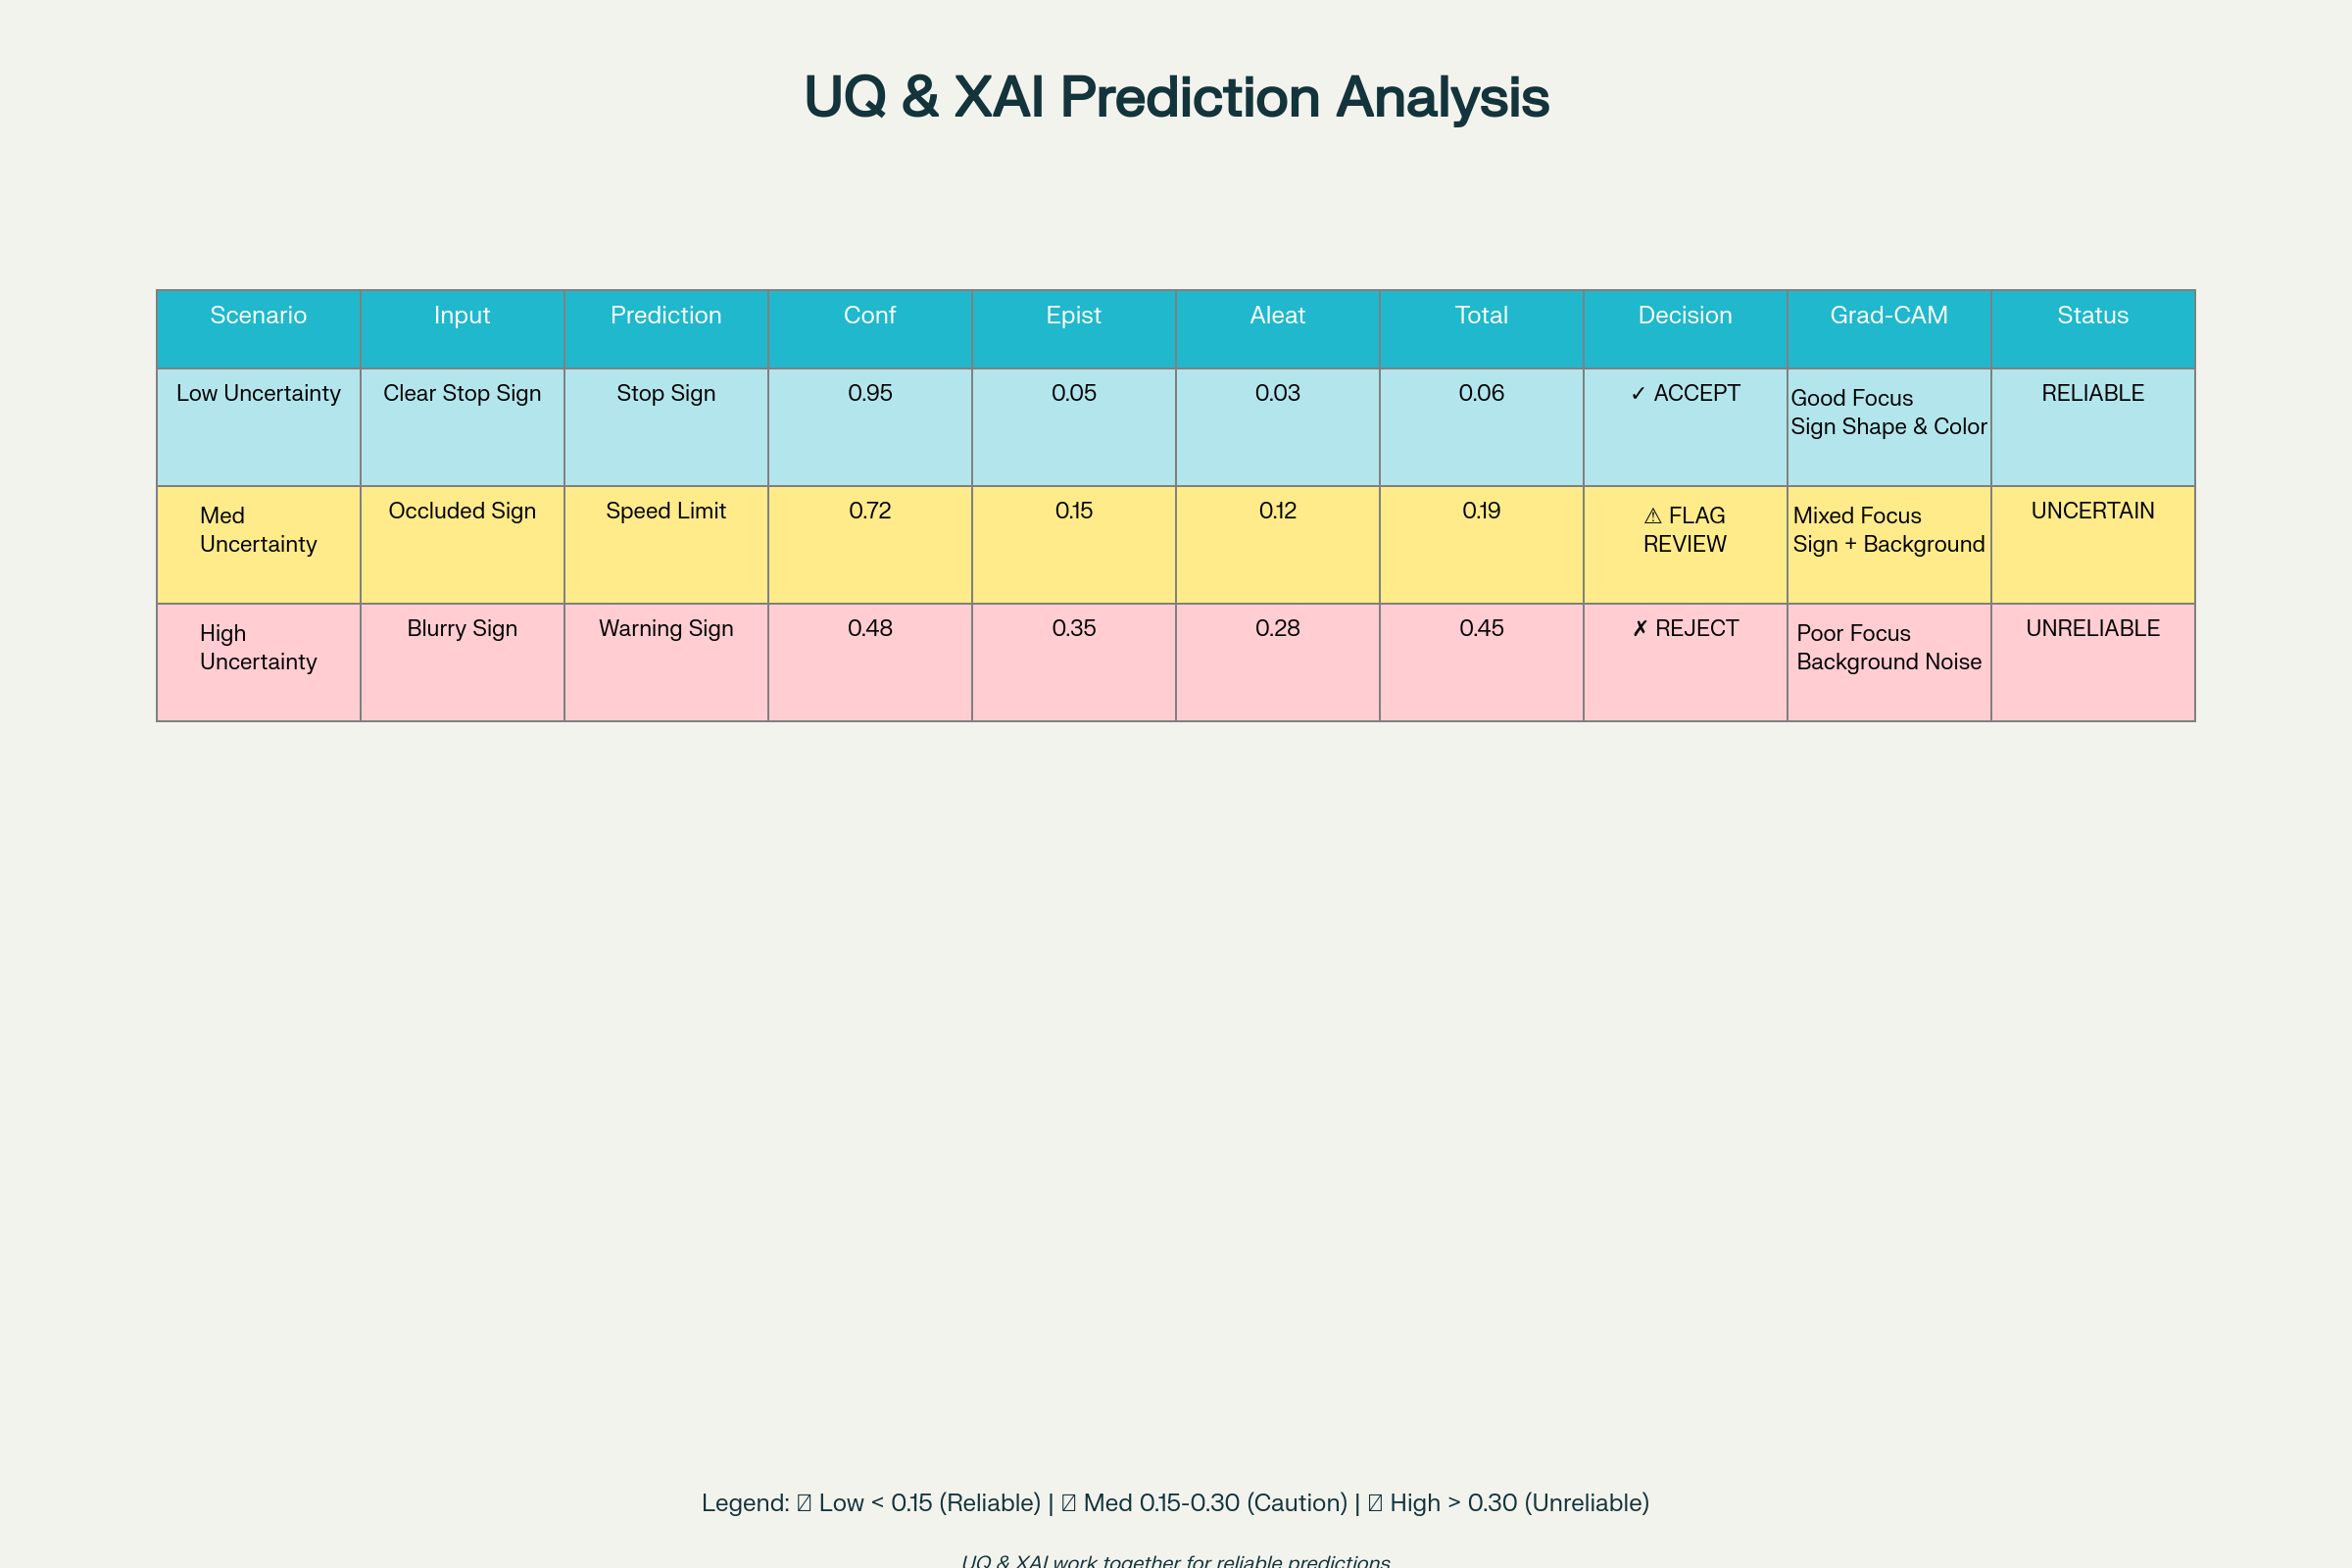 UQ & XAI Prediction Analysis
Scenario Input Prediction Conf Epist Aleat Total Decision Grad-CAM Status
Low Uncertainty Clear Stop Sign Stop Sign 0.95 0.05 0.03 0.06 ✓ ACCEPT Good Focus RELIABLE
Sign Shape & Color
Med Occluded Sign Speed Limit 0.72 0.15 0.12 0.19 ⚠ FLAG Mixed Focus UNCERTAIN
Uncertainty REVIEW Sign + Background
High Blurry Sign Warning Sign 0.48 0.35 0.28 0.45 ✗ REJECT Poor Focus UNRELIABLE
Uncertainty Background Noise
Legend: Low < 0.15 (Reliable) | Med 0.15-0.30 (Caution) | High > 0.30 (Unreliable)
UQ & XAI work together for reliable predictions